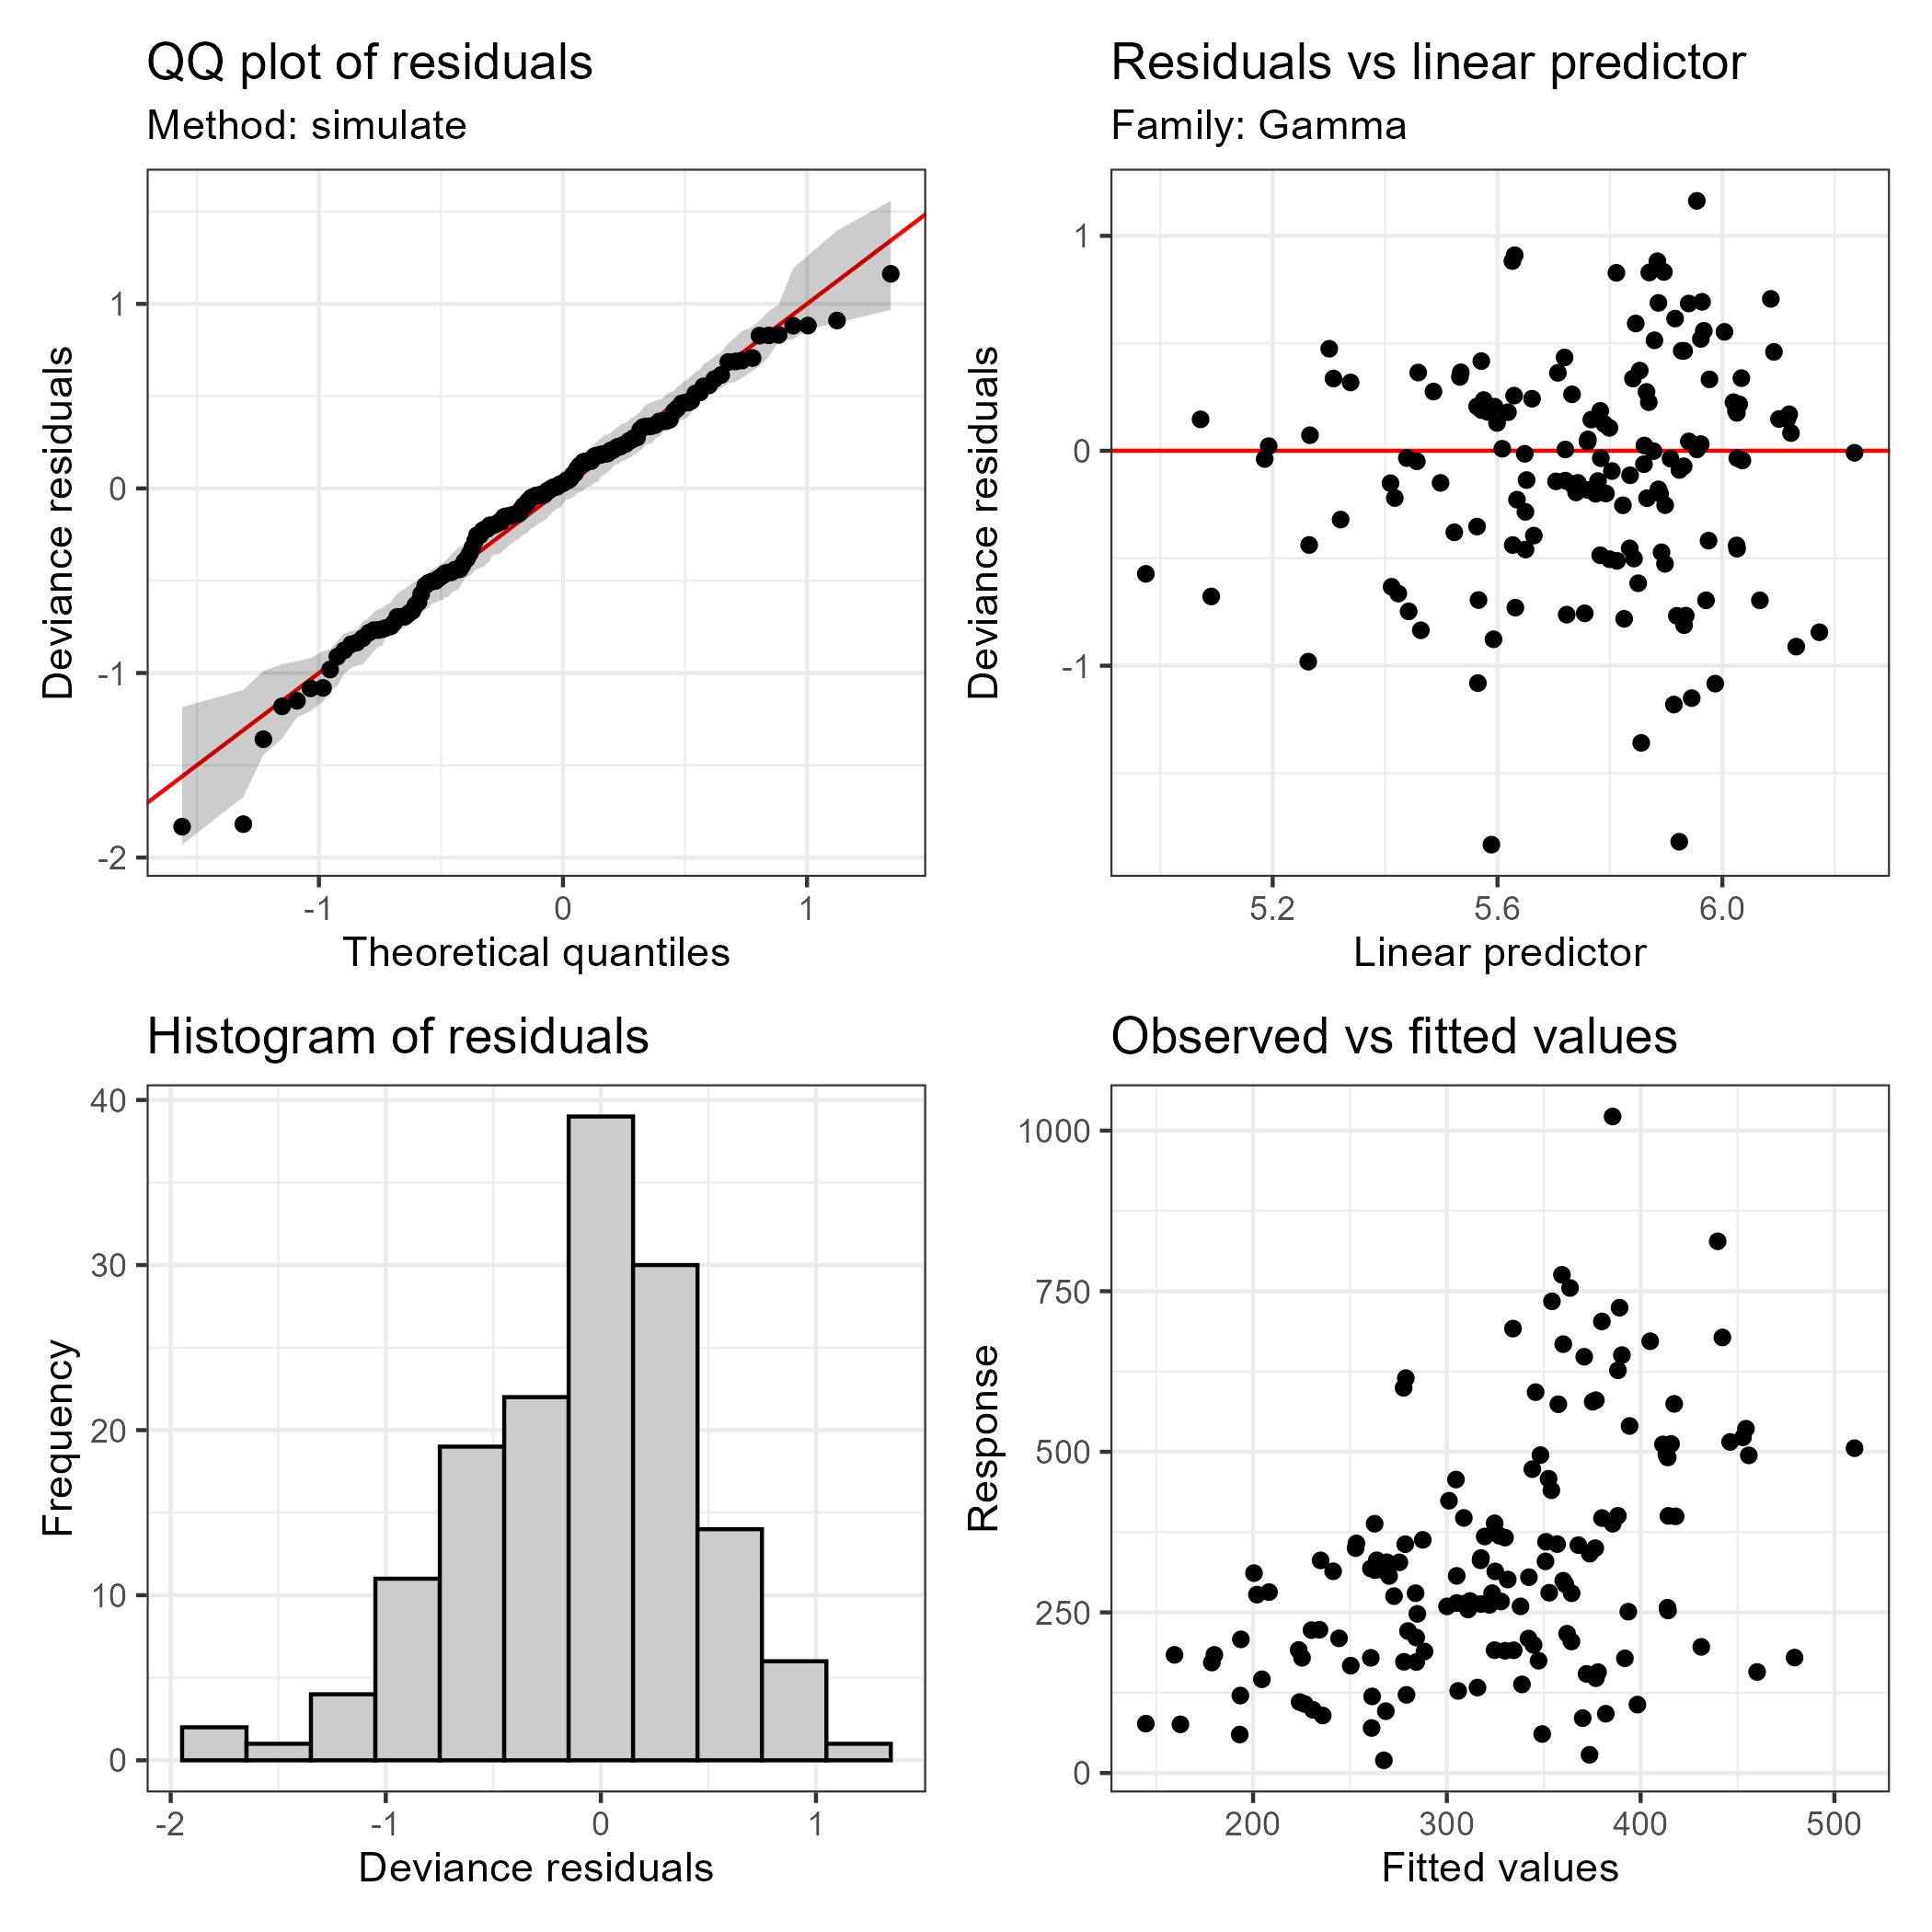 QQ plot of residuals
Method: simulate
Deviance residuals
1
0
-1
-2
-1
0
1
Theoretical quantiles
Residuals vs linear predictor
Family: Gamma
Deviance residuals
1
0
-1
5.2
5.6
6.0
Linear predictor
Histogram of residuals
Frequency
40
30
20
10
0
-2
-1
0
1
Deviance residuals
Observed vs fitted values
Response
1000
750
500
250
0
200
300
400
500
Fitted values